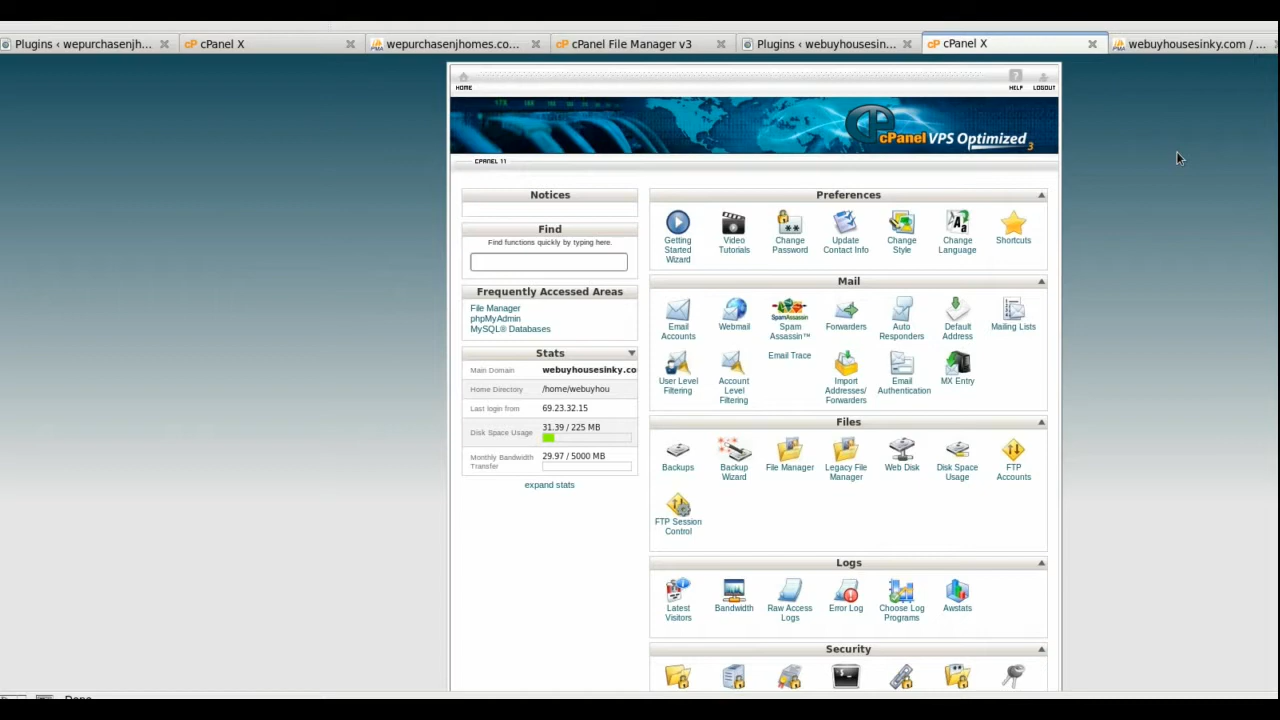 Plugins ‹ wepurchasenjh...
cPanel X
wepurchasenjhomes.co...
cPanel File Manager v3
Plugins ‹ webuyhousesin...
cPanel X
webuyhousesinky.com / ...
HOME
HELP
LOGOUT
cPanel VPS Optimized 3
CPANEL 11
Notices
Find
Find functions quickly by typing here.
Frequently Accessed Areas
File Manager
phpMyAdmin
MySQL® Databases
Stats
Main Domain webuyhousesinky.co
Home Directory /home/webuyhou
Last login from 69.23.32.15
Disk Space Usage 31.39 / 225 MB
Monthly Bandwidth
Transfer
29.97 / 5000 MB
expand stats
Preferences
Getting
Started
Wizard
Video
Tutorials
Change
Password
Update
Contact Info
Change
Style
Change
Language
Shortcuts
Mail
Email
Accounts
Webmail
SpamAssassin
Spam
Assassin™
Forwarders
Auto
Responders
Default
Address
Mailing Lists
User Level
Filtering
Account
Level
Filtering
Email Trace
Import
Addresses/
Forwarders
Email
Authentication
MX Entry
Files
Backups
Backup
Wizard
File Manager
Legacy File
Manager
Web Disk
Disk Space
Usage
FTP
Accounts
FTP Session
Control
Logs
Latest
Visitors
Bandwidth
Raw Access
Logs
Error Log
Choose Log
Programs
Awstats
Security